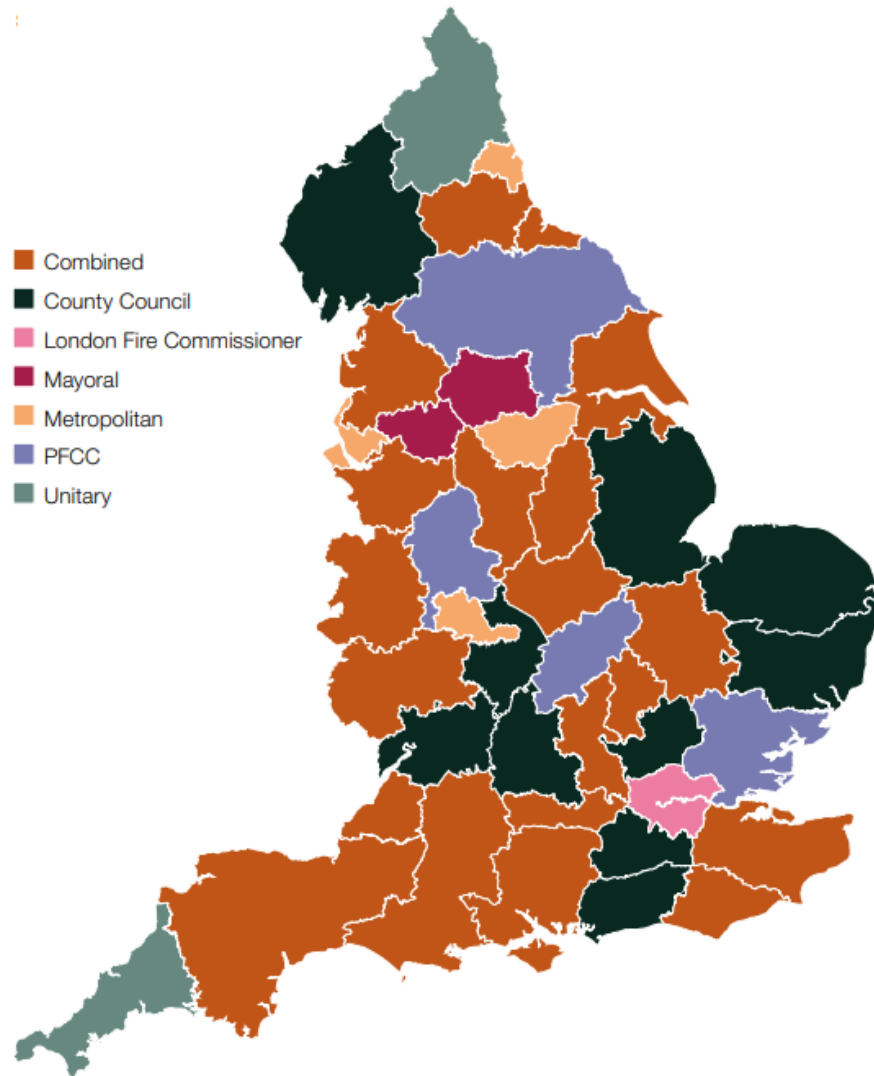 Combined
County Council
London Fire Commissioner
Mayoral
Metropolitan
PFCC
Unitary